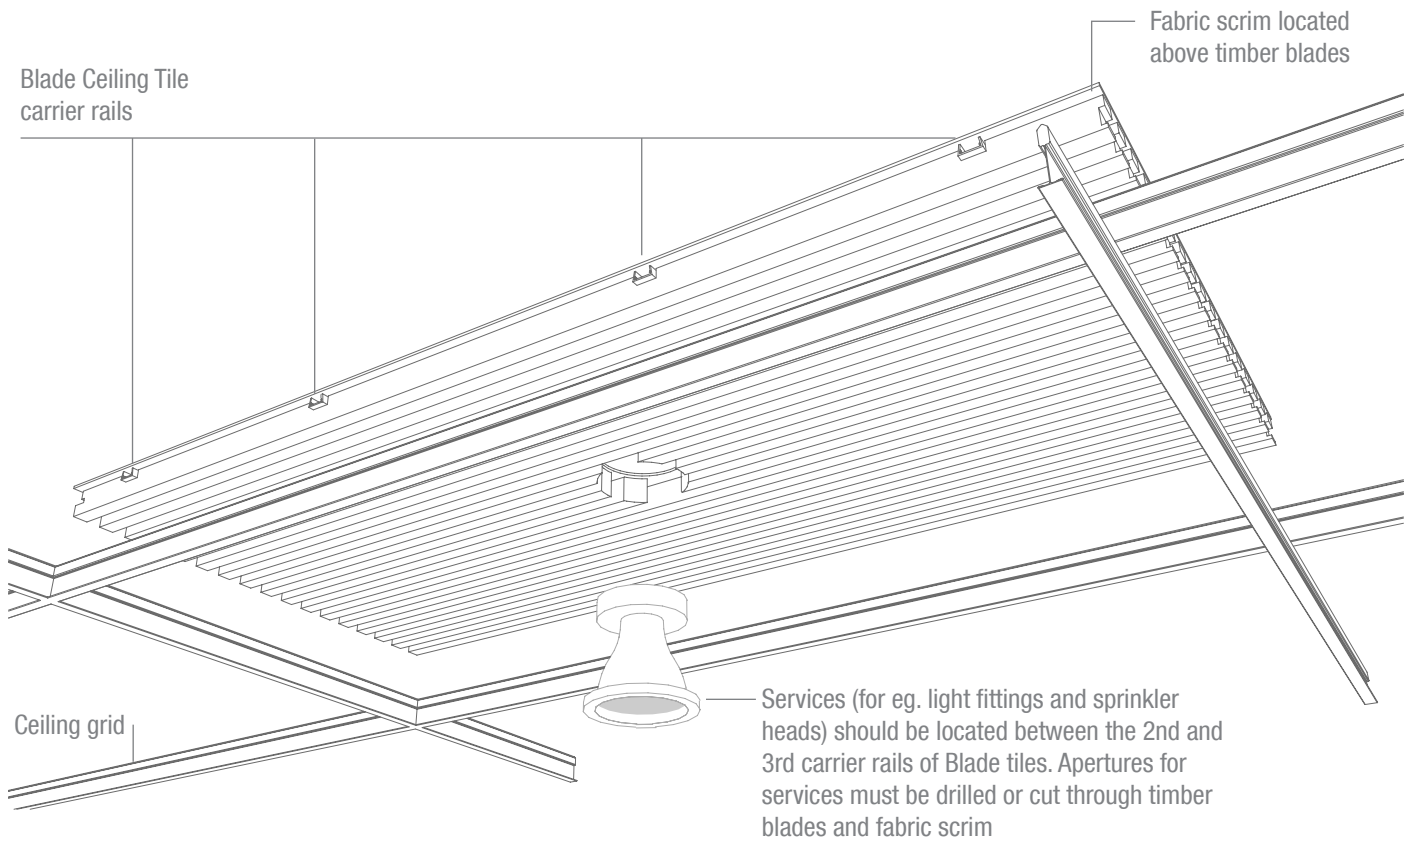 Fabric scrim located
above timber blades
Blade Ceiling Tile
carrier rails
Ceiling grid
Services (for eg. light fittings and sprinkler
heads) should be located between the 2nd and
3rd carrier rails of Blade tiles. Apertures for
services must be drilled or cut through timber
blades and fabric scrim